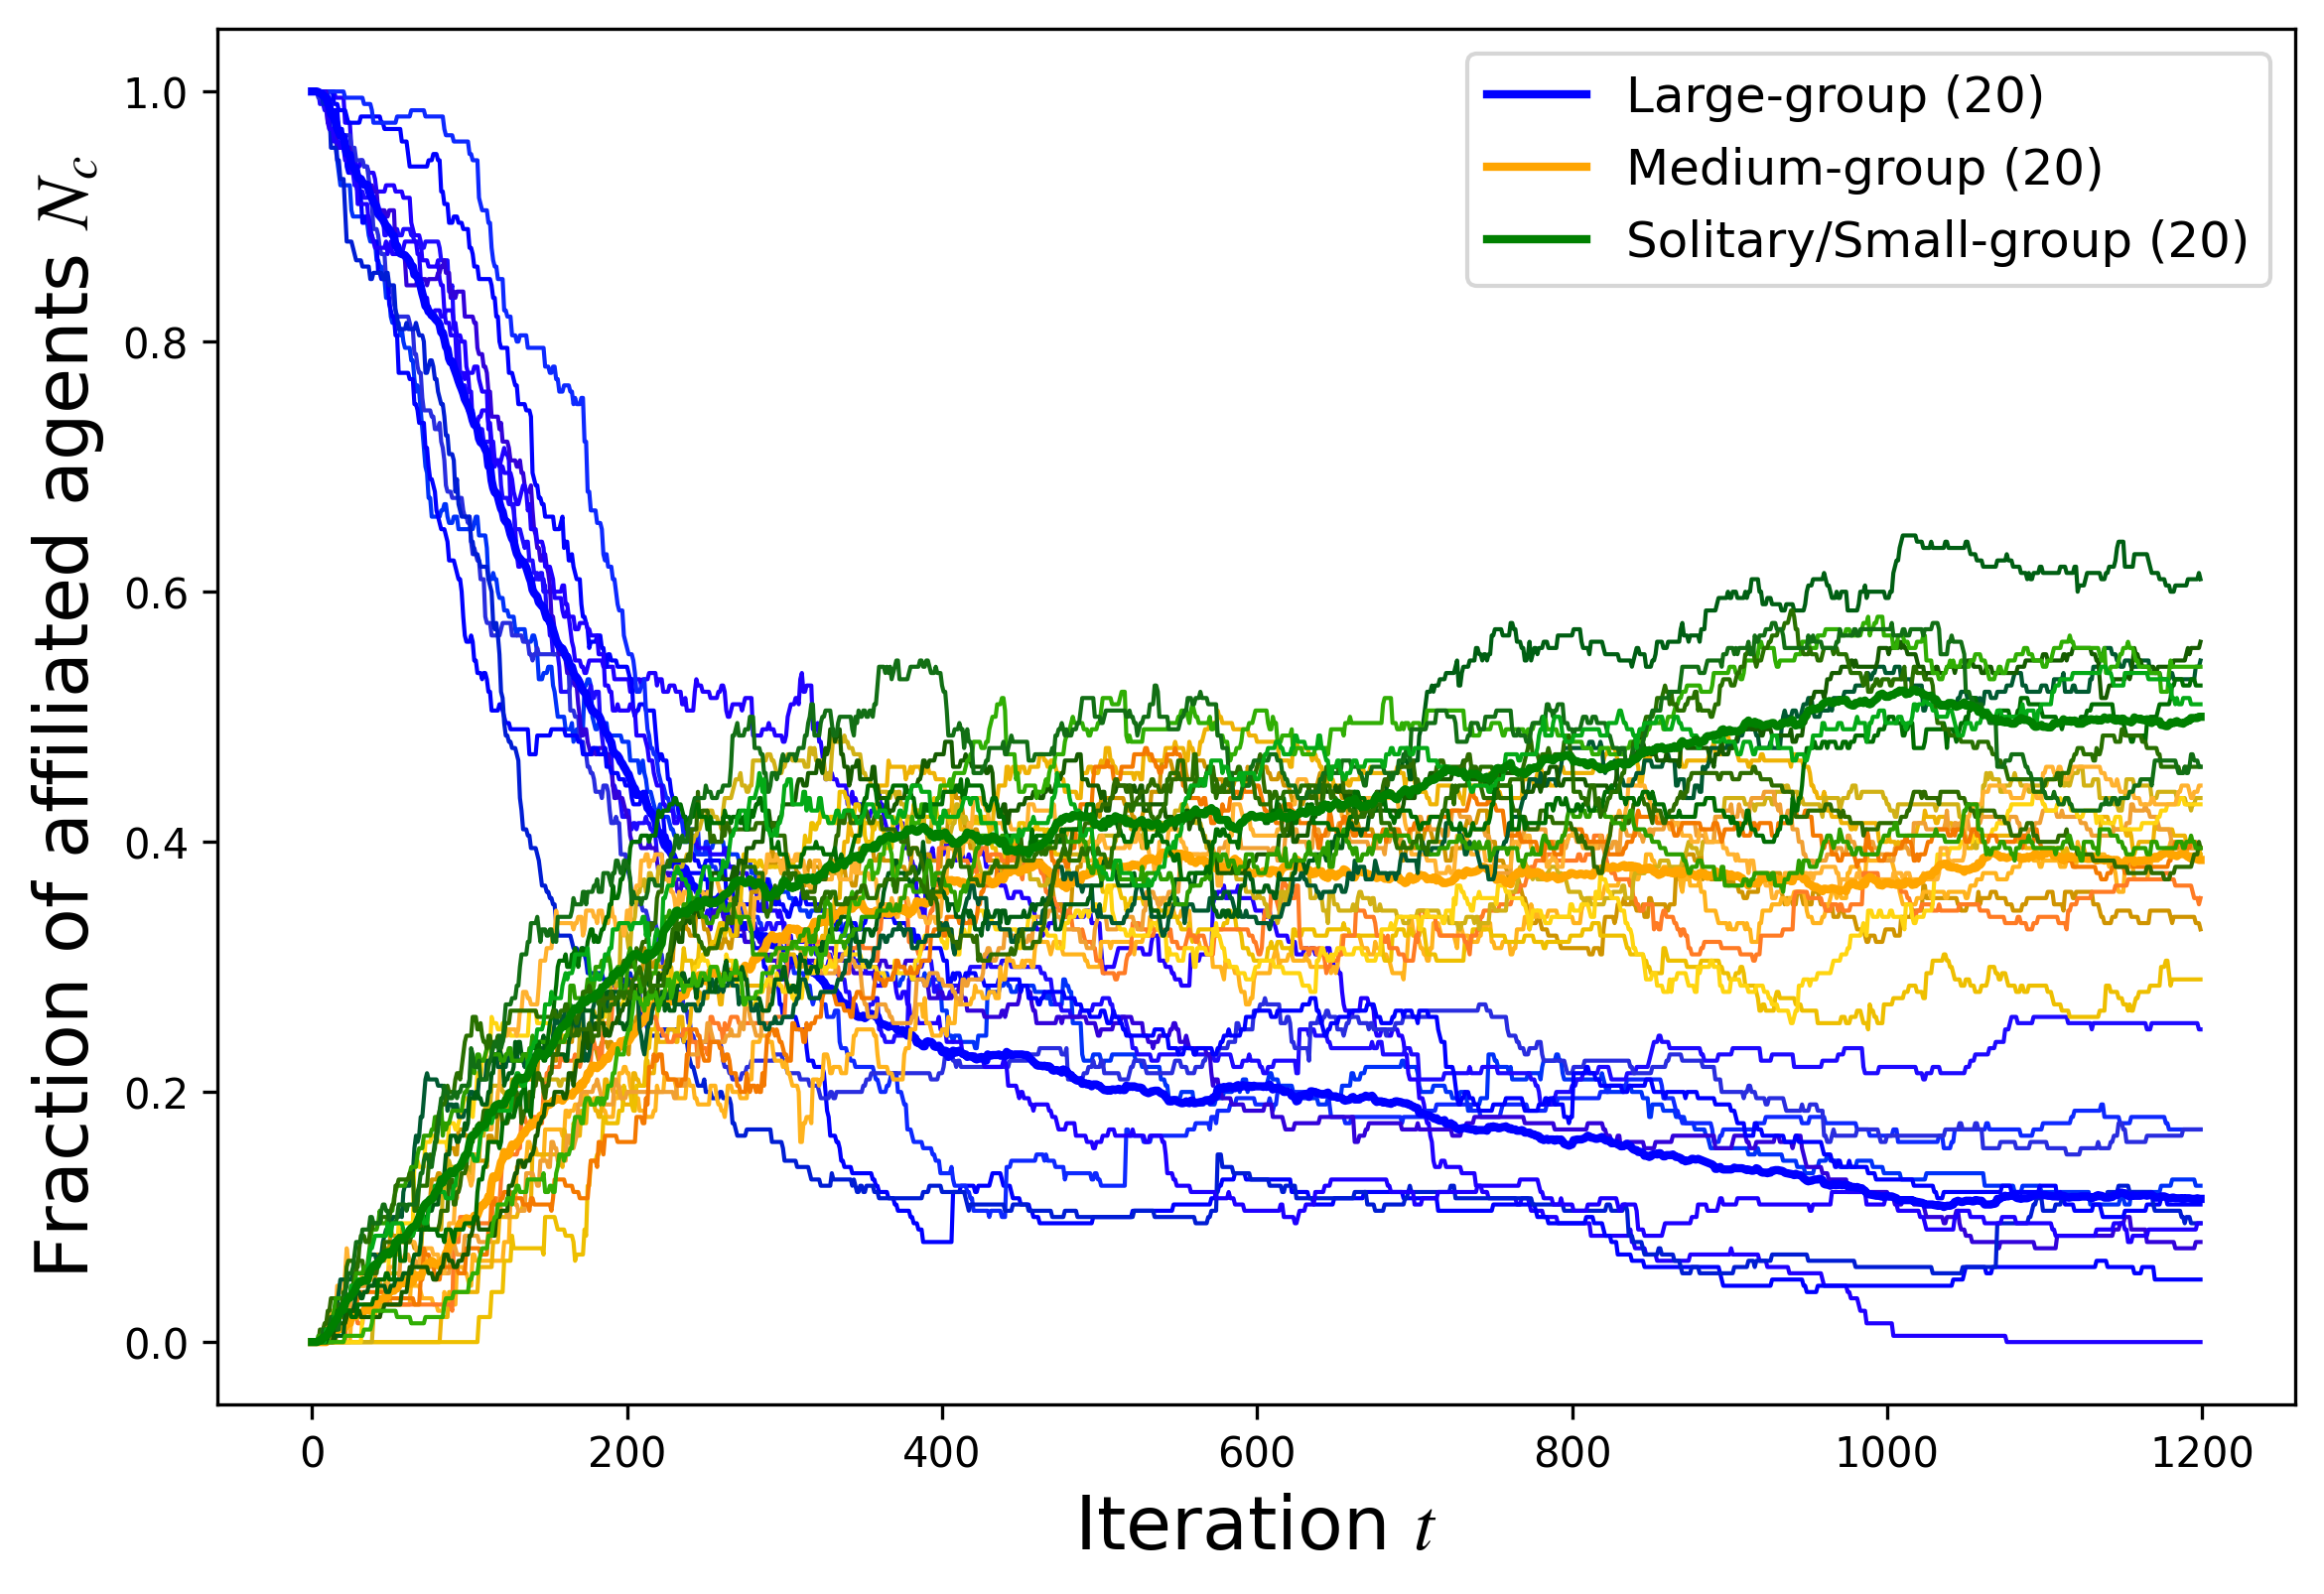 Large-group (20)
Medium-group (20)
Solitary/Small-group (20)
Fraction of affiliated agents N_c
1.0
0.8
0.6
0.4
0.2
0.0
0 200 400 600 800 1000 1200
Iteration t